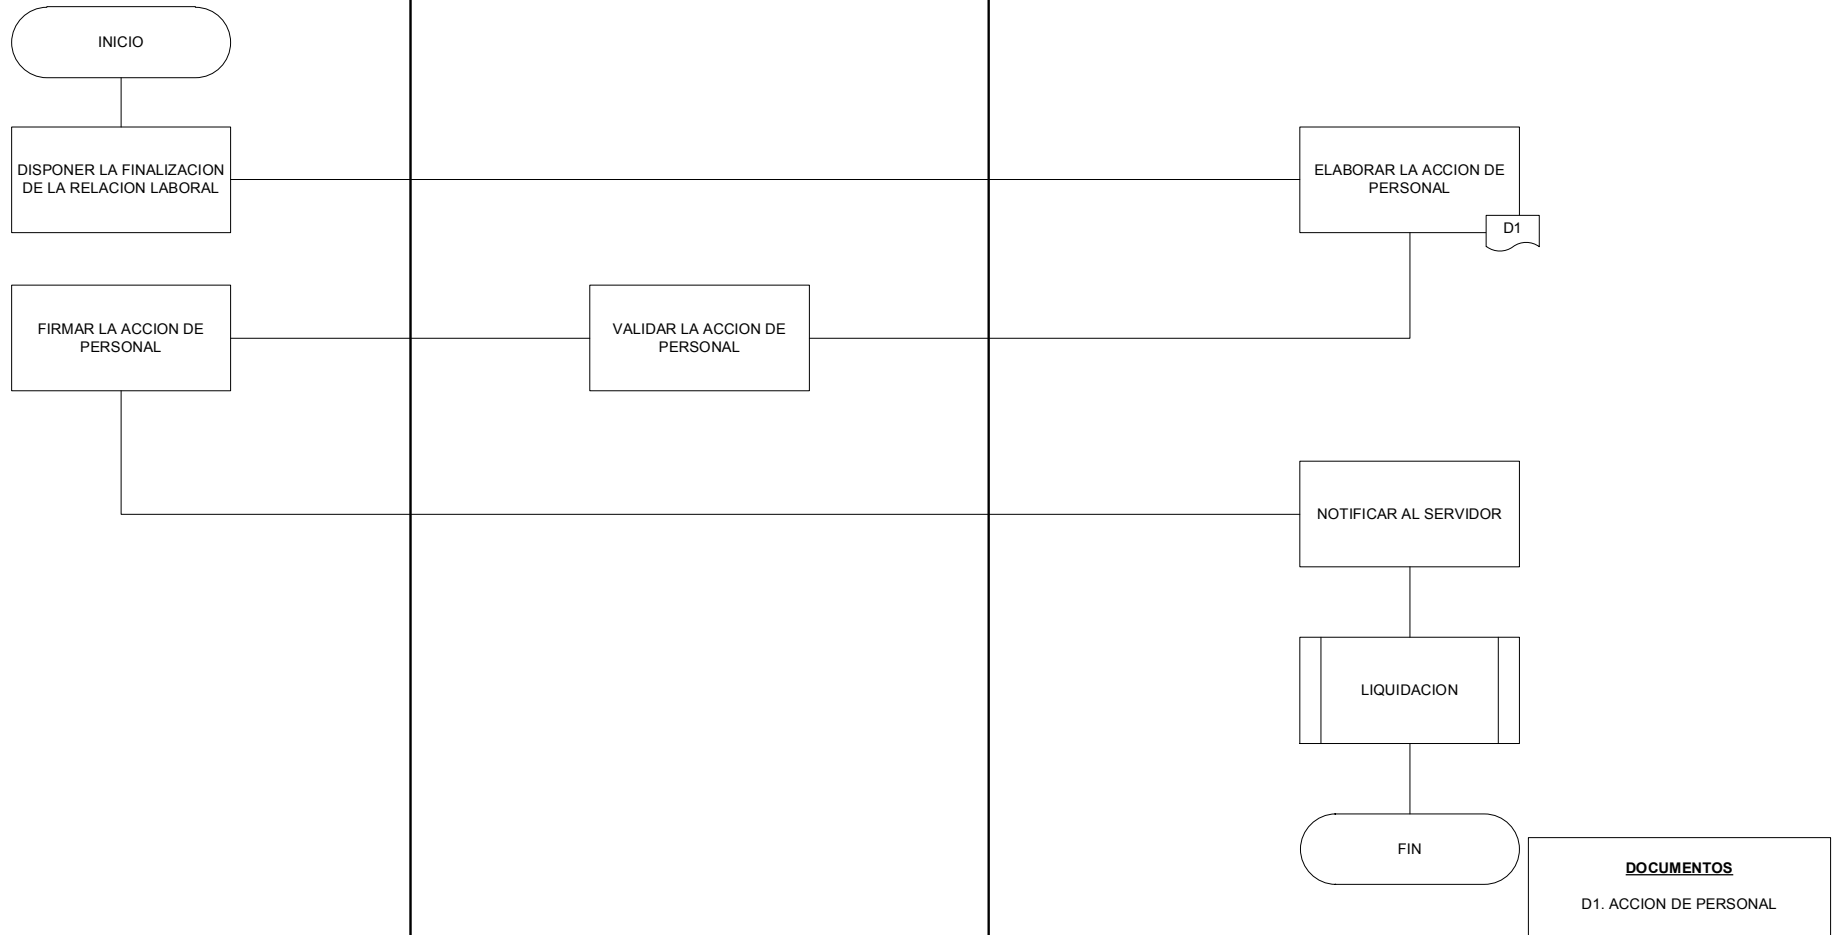 INICIO
DISPONER LA FINALIZACION
DE LA RELACION LABORAL
ELABORAR LA ACCION DE
PERSONAL
D1
FIRMAR LA ACCION DE
PERSONAL
VALIDAR LA ACCION DE
PERSONAL
NOTIFICAR AL SERVIDOR
LIQUIDACION
FIN
DOCUMENTOS
D1. ACCION DE PERSONAL